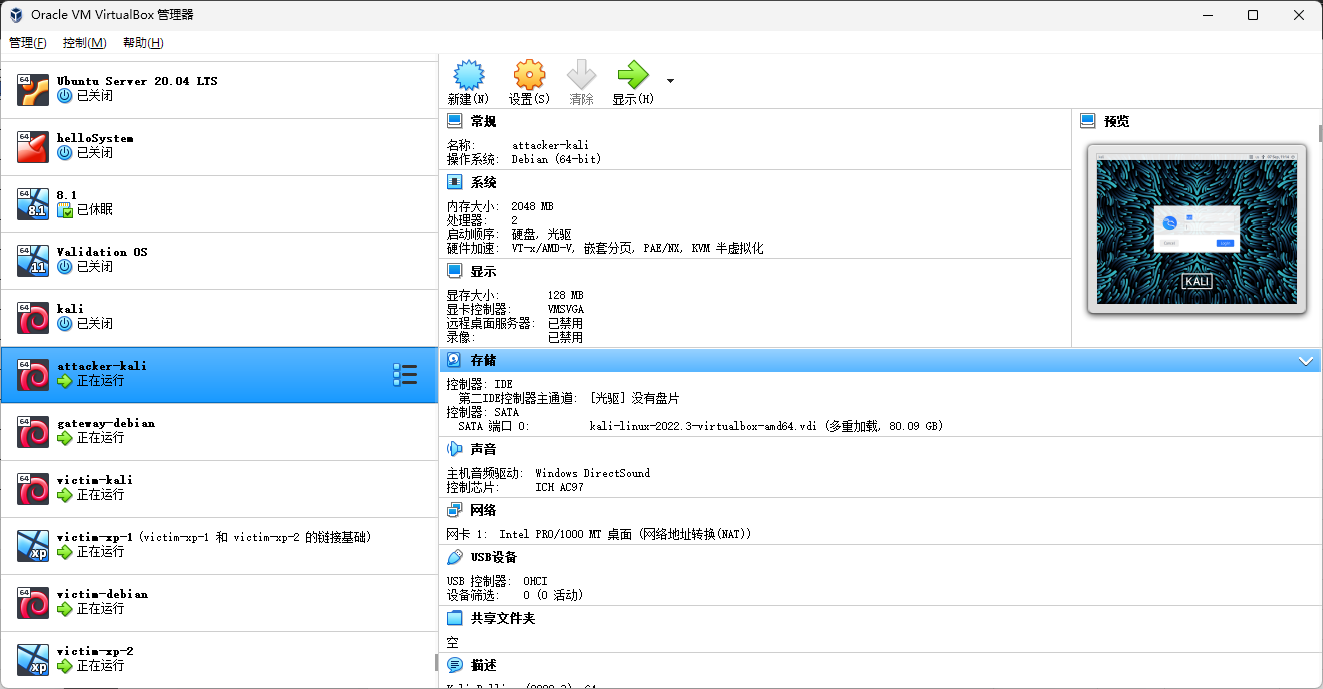 Oracle VM VirtualBox 管理器
管理(F) 控制(M) 帮助(H)
Ubuntu Server 20.04 LTS
已关闭
helloSystem
已关闭
8.1
已休眠
Validation OS
已关闭
kali
已关闭
attacker-kali
正在运行
gateway-debian
正在运行
victim-kali
正在运行
victim-xp-1 (victim-xp-1 和 victim-xp-2 的链接基础)
正在运行
victim-debian
正在运行
victim-xp-2
正在运行
新建(N) 设置(S) 清除 显示(H)
常规
名称: attacker-kali
操作系统: Debian (64-bit)
系统
内存大小: 2048 MB
处理器: 2
启动顺序: 硬盘, 光驱
硬件加速: VT-x/AMD-V, 嵌套分页, PAE/NX, KVM 半虚拟化
显示
显存大小: 128 MB
显卡控制器: VMSVGA
远程桌面服务器: 已禁用
录像: 已禁用
存储
控制器: IDE
第二IDE控制器主通道: [光驱] 没有盘片
控制器: SATA
SATA 端口 0: kali-linux-2022.3-virtualbox-amd64.vdi (多重加载, 80.09 GB)
声音
主机音频驱动: Windows DirectSound
控制芯片: ICH AC97
网络
网卡 1: Intel PRO/1000 MT 桌面 (网络地址转换(NAT))
USB设备
USB 控制器: OHCI
设备筛选: 0 (0 活动)
共享文件夹
空
描述
预览
KALI